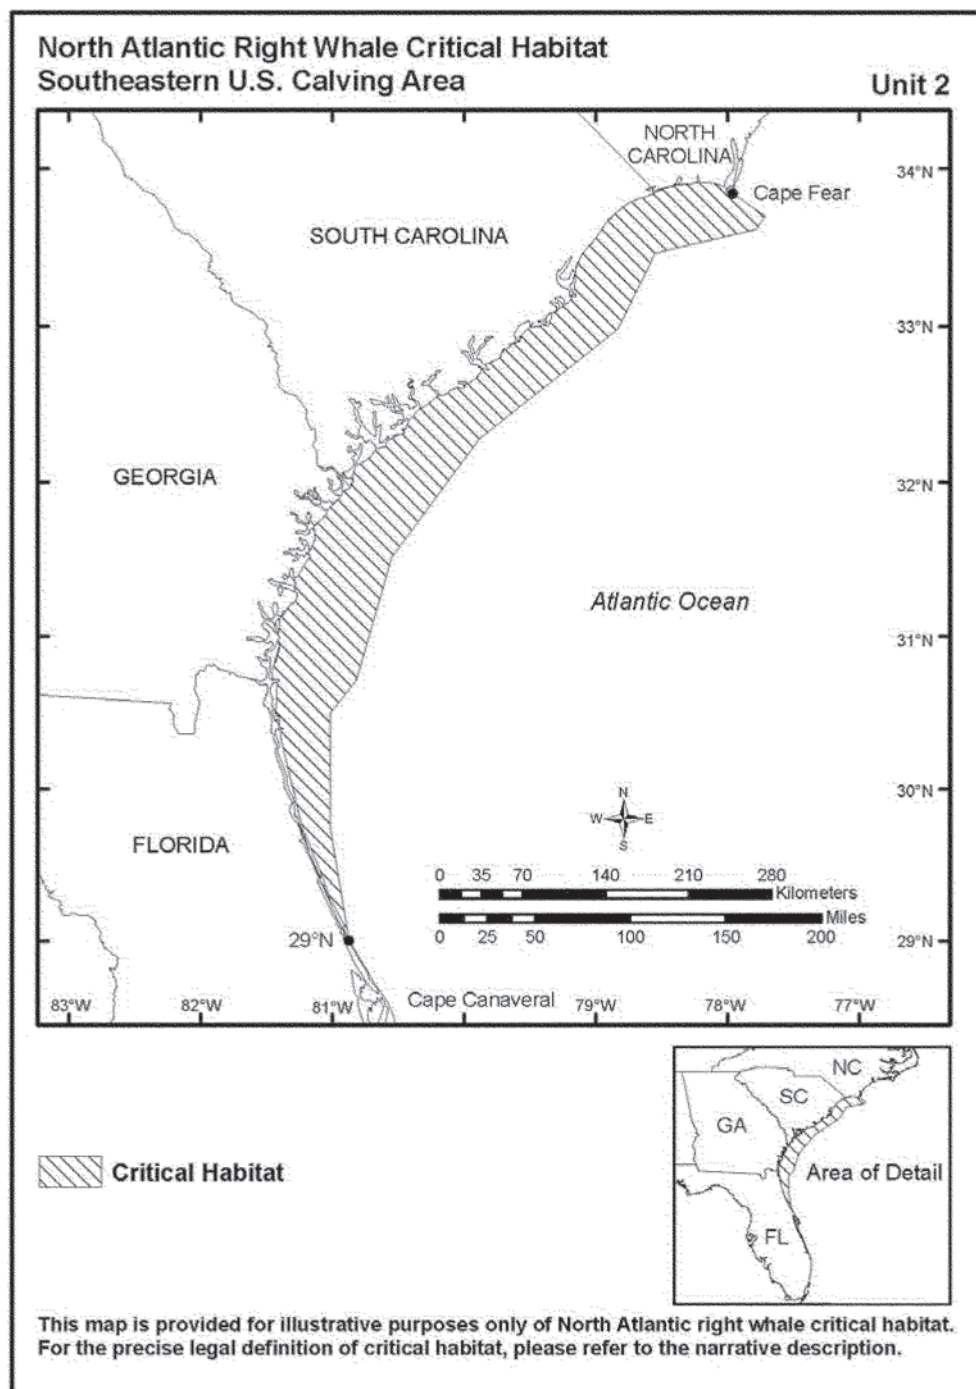 North Atlantic Right Whale Critical Habitat
Southeastern U.S. Calving Area
Unit 2
NORTH
CAROLINA
34°N
Cape Fear
SOUTH CAROLINA
33°N
GEORGIA
32°N
Atlantic Ocean
31°N
N
W E
S
30°N
FLORIDA
0 35 70 140 210 280
Kilometers
Miles
0 25 50 100 150 200
29°N
29°N
Cape Canaveral
83°W 82°W 81°W 79°W 78°W 77°W
NC
SC
GA
Area of Detail
FL
Critical Habitat
This map is provided for illustrative purposes only of North Atlantic right whale critical habitat.
For the precise legal definition of critical habitat, please refer to the narrative description.